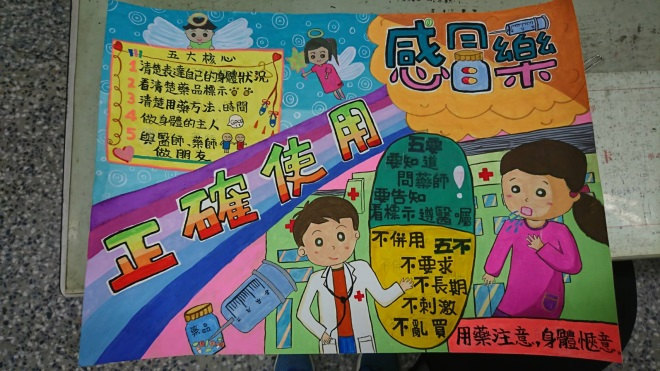 感冒藥
正確使用
五大核心
1 清楚表達自己的身體狀況
2 看清楚藥品標示
3 清楚用藥方法、時間
4 做身體的主人
5 與醫師、藥師
做朋友
五要
要知道
問藥師
要告知
看標示遵醫囑
五不
不併用
不要求
不長期
不刺激
不亂買
藥品
用藥注意，身體愜意